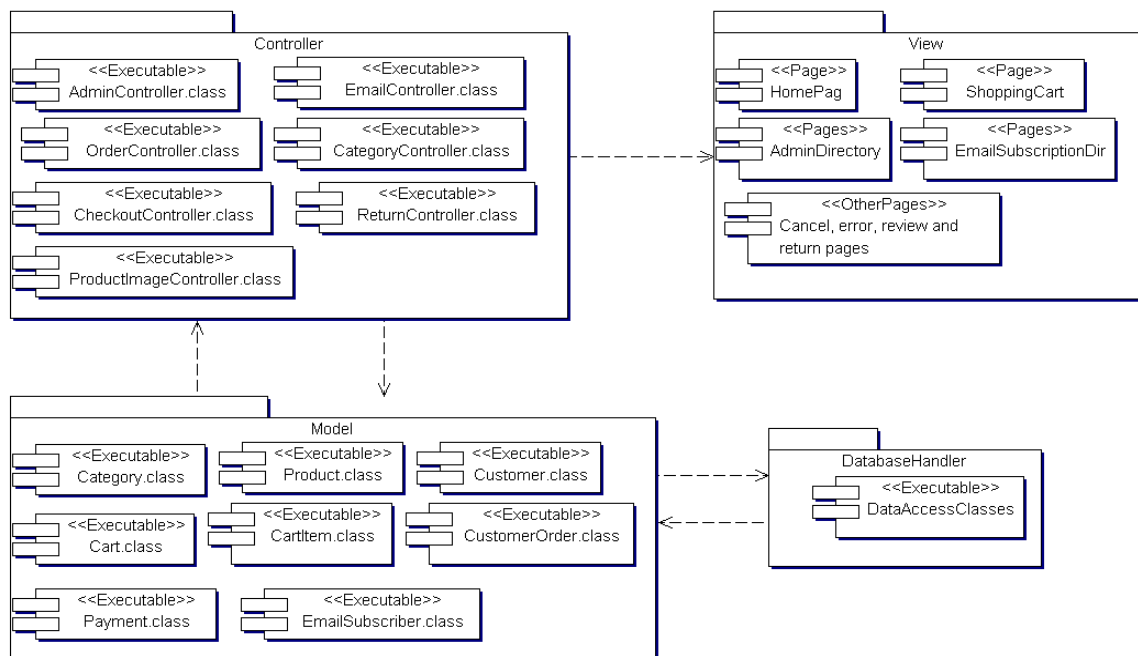 Controller
<<Executable>>
AdminController.class
<<Executable>>
EmailController.class
<<Executable>>
OrderController.class
<<Executable>>
CategoryController.class
<<Executable>>
CheckoutController.class
<<Executable>>
ReturnController.class
<<Executable>>
ProductImageController.class
View
<<Page>>
HomePag
<<Page>>
ShoppingCart
<<Pages>>
AdminDirectory
<<Pages>>
EmailSubscriptionDir
<<OtherPages>>
Cancel, error, review and
return pages
Model
<<Executable>>
Category.class
<<Executable>>
Product.class
<<Executable>>
Customer.class
<<Executable>>
Cart.class
<<Executable>>
CartItem.class
<<Executable>>
CustomerOrder.class
<<Executable>>
Payment.class
<<Executable>>
EmailSubscriber.class
DatabaseHandler
<<Executable>>
DataAccessClasses